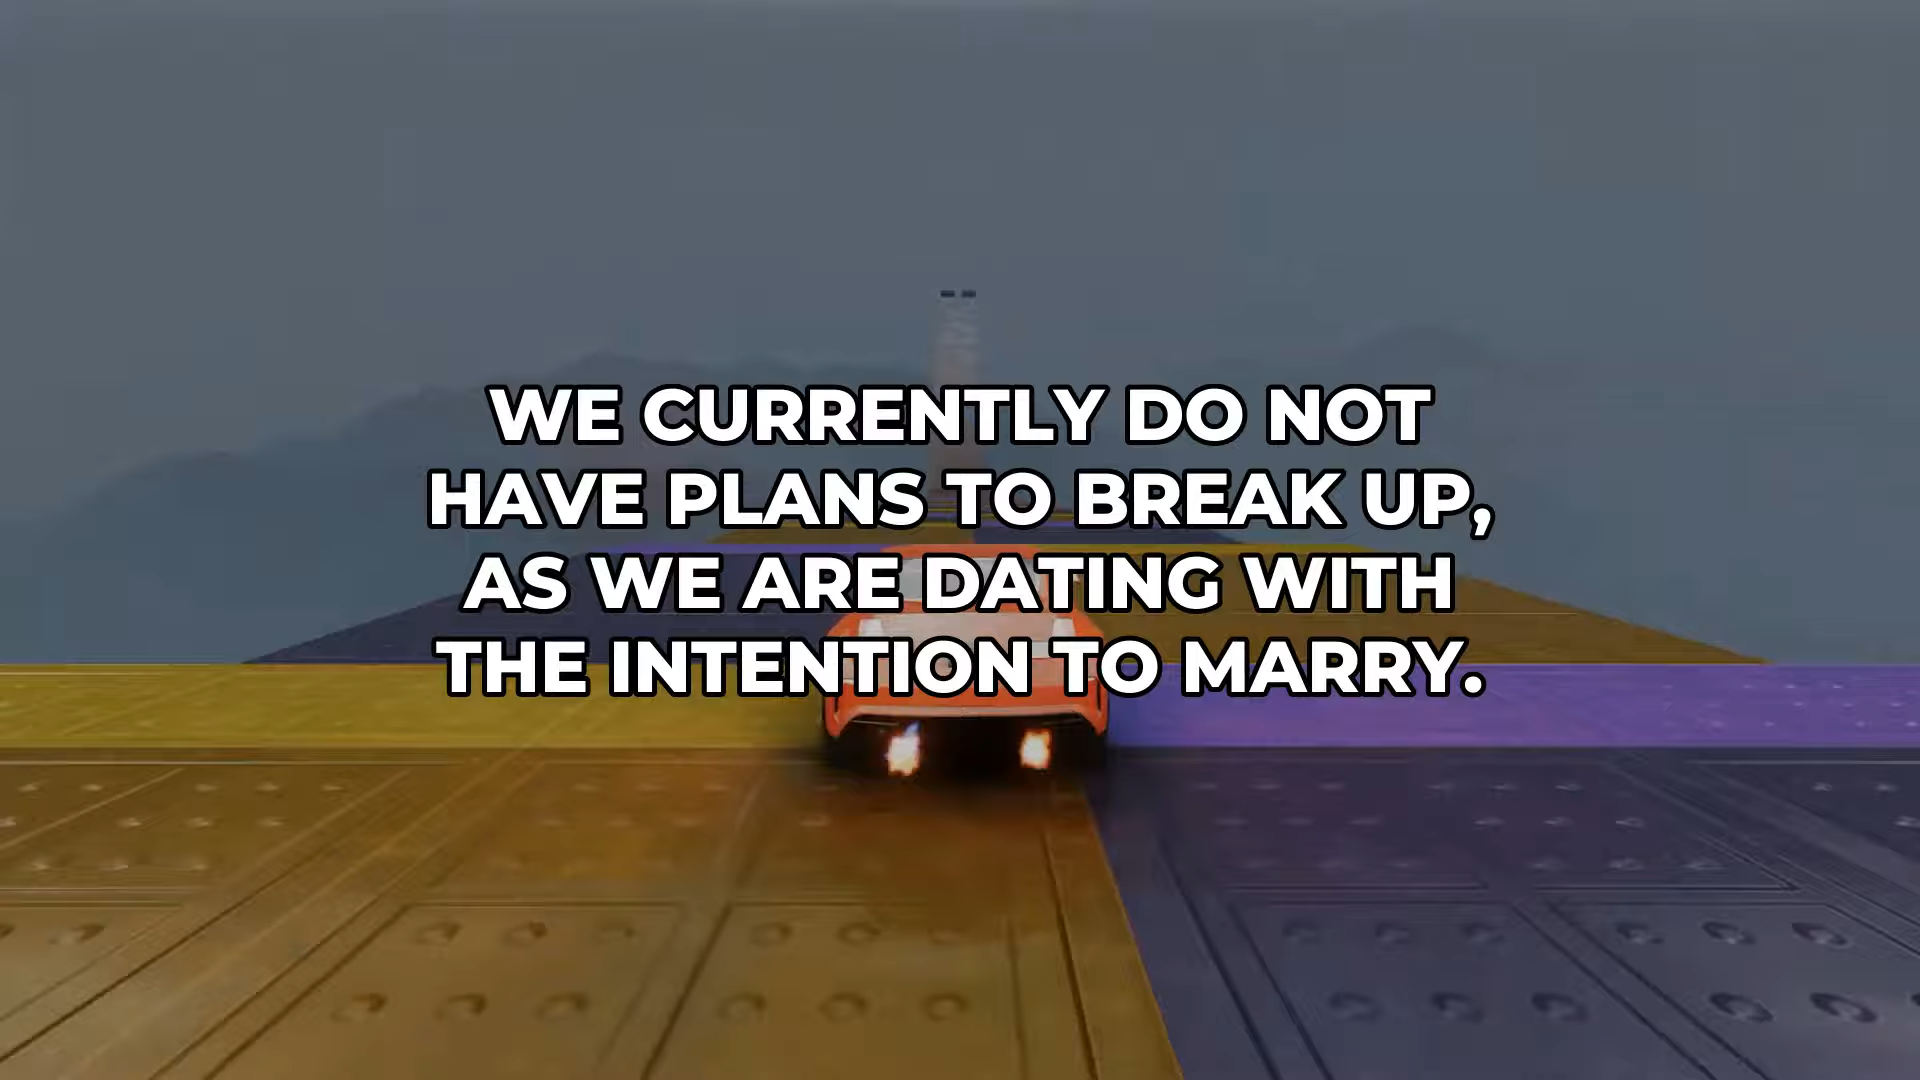 WE CURRENTLY DO NOT
HAVE PLANS TO BREAK UP,
AS WE ARE DATING WITH
THE INTENTION TO MARRY.